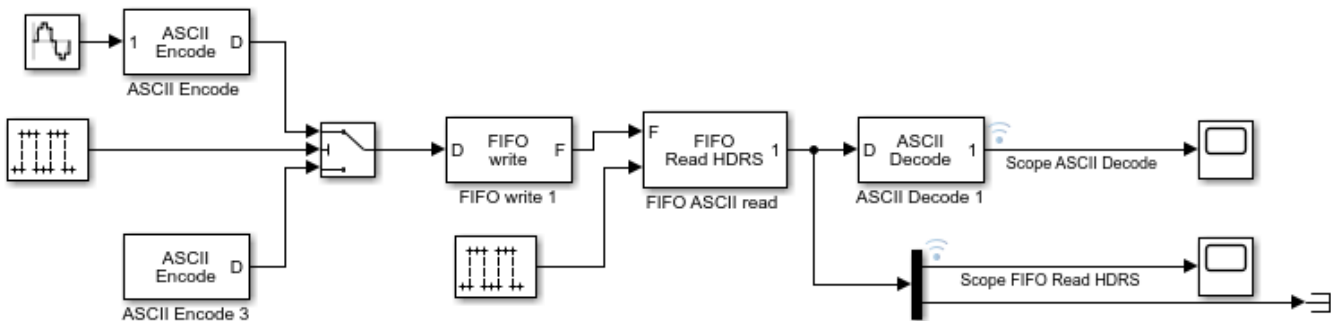 1 ASCII Encode D
ASCII Encode
D FIFO write F
FIFO write 1
F FIFO Read HDRS 1
FIFO ASCII read
D ASCII Decode 1
ASCII Decode 1
Scope ASCII Decode
ASCII Encode D
ASCII Encode 3
Scope FIFO Read HDRS